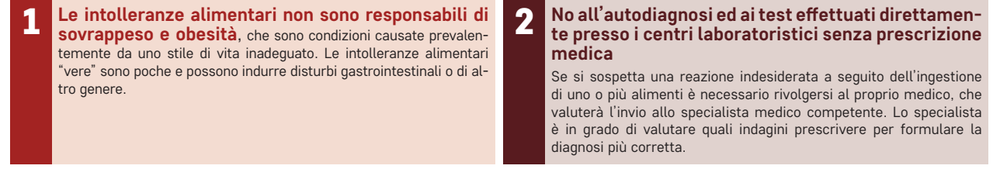 1
Le intolleranze alimentari non sono responsabili di
sovrappeso e obesità, che sono condizioni causate prevalen-
temente da uno stile di vita inadeguato. Le intolleranze alimentari
“vere” sono poche e possono indurre disturbi gastrointestinali o di al-
tro genere.
2
No all’autodiagnosi ed ai test effettuati direttamen-
te presso i centri laboratoristici senza prescrizione
medica
Se si sospetta una reazione indesiderata a seguito dell’ingestione
di uno o più alimenti è necessario rivolgersi al proprio medico, che
valuterà l’invio allo specialista medico competente. Lo specialista
è in grado di valutare quali indagini prescrivere per formulare la
diagnosi più corretta.